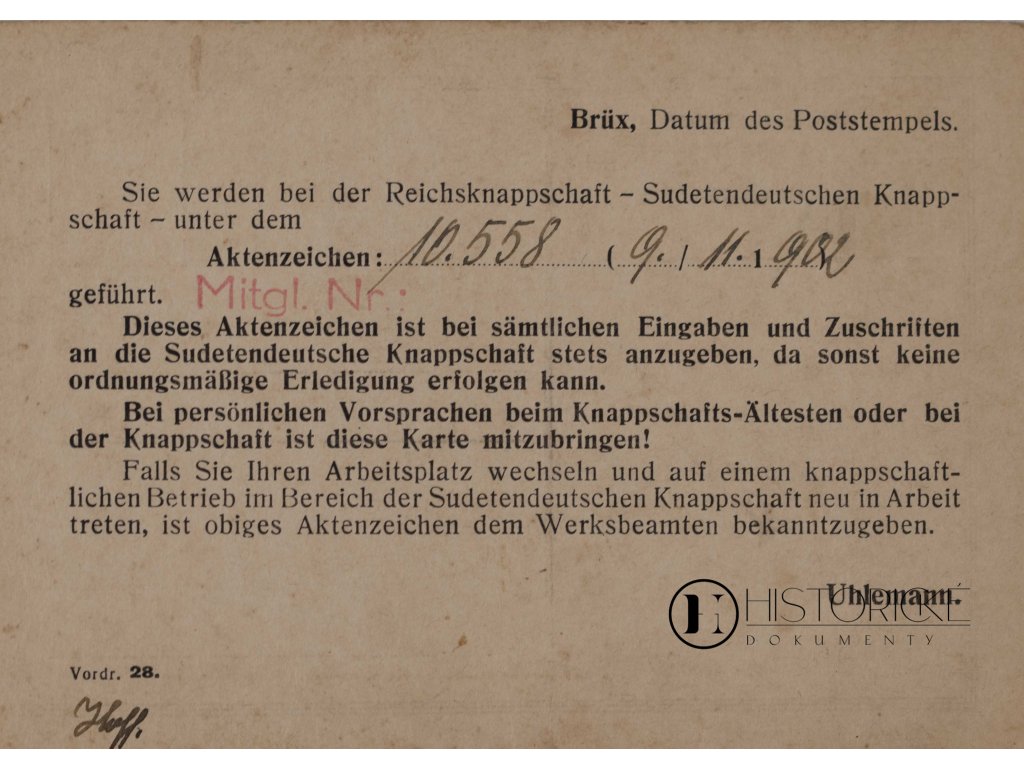 Brüx, Datum des Poststempels.
Sie werden bei der Reichsknappschaft – Sudetendeutschen Knapp-
schaft – unter dem
Aktenzeichen: 10.558 ( 9. / 11. 1 902
geführt. Mitgl. Nr.:
Dieses Aktenzeichen ist bei sämtlichen Eingaben und Zuschriften
an die Sudetendeutsche Knappschaft stets anzugeben, da sonst keine
ordnungsmäßige Erledigung erfolgen kann.
Bei persönlichen Vorsprachen beim Knappschafts-Ältesten oder bei
der Knappschaft ist diese Karte mitzubringen!
Falls Sie Ihren Arbeitsplatz wechseln und auf einem knappschaft-
lichen Betrieb im Bereich der Sudetendeutschen Knappschaft neu in Arbeit
treten, ist obiges Aktenzeichen dem Werksbeamten bekanntzugeben.
Uhlemann.
HISTORICKÉ
DOKUMENTY
Vordr. 28.